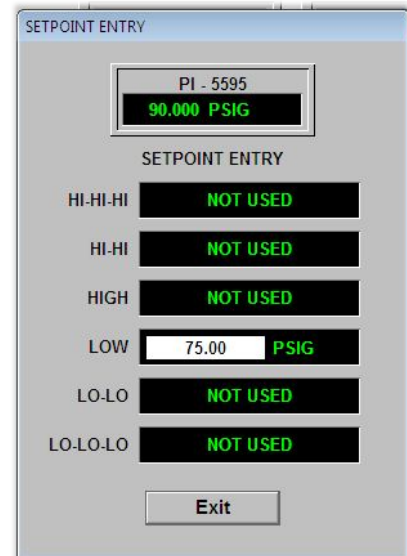 SETPOINT ENTRY
PI - 5595
90.000 PSIG
SETPOINT ENTRY
HI-HI-HI NOT USED
HI-HI NOT USED
HIGH NOT USED
LOW 75.00 PSIG
LO-LO NOT USED
LO-LO-LO NOT USED
Exit